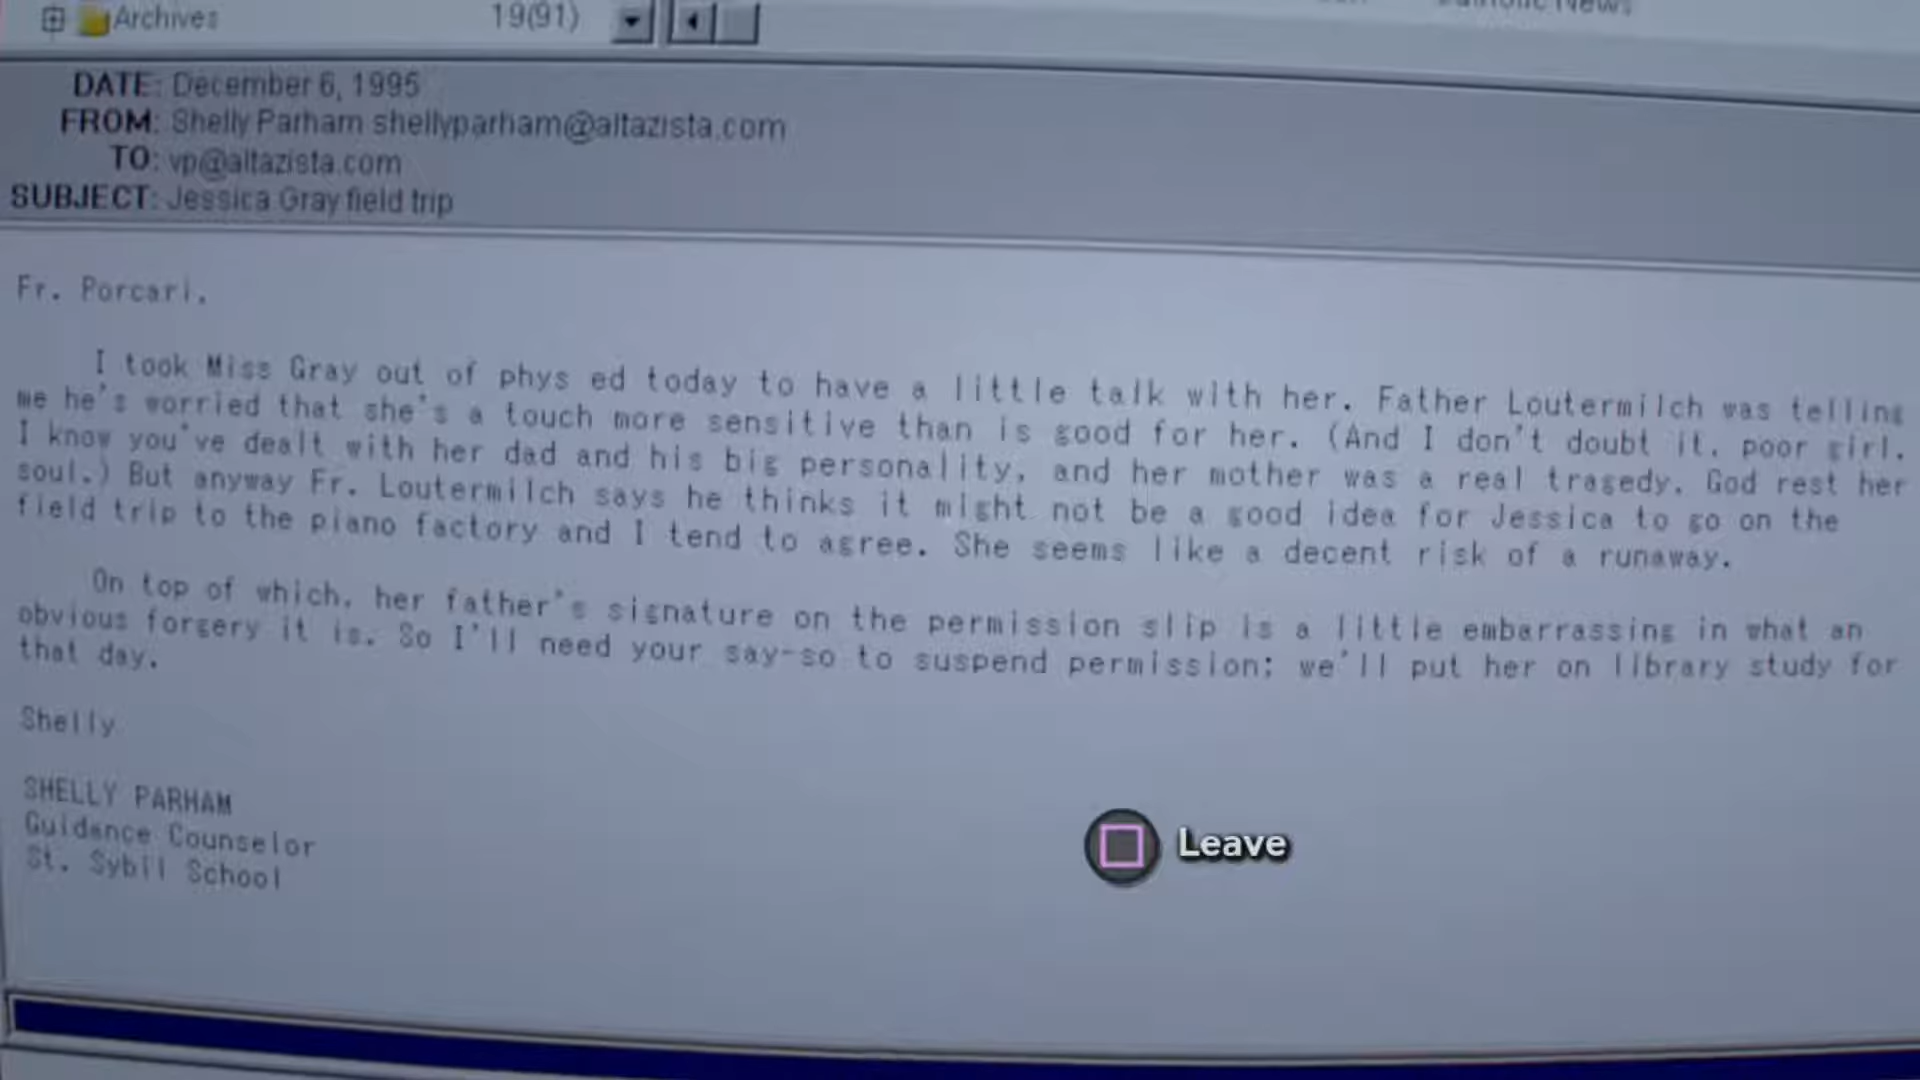 Archives 19(91)
DATE: December 6, 1995
FROM: Shelly Parham shellyparham@altazista.com
TO: vp@altazista.com
SUBJECT: Jessica Gray field trip
Fr. Porcari,
I took Miss Gray out of phys ed today to have a little talk with her. Father Loutermilch was telling
me he's worried that she's a touch more sensitive than is good for her. (And I don't doubt it, poor girl.
I know you've dealt with her dad and his big personality, and her mother was a real tragedy, God rest her
soul.) But anyway Fr. Loutermilch says he thinks it might not be a good idea for Jessica to go on the
field trip to the piano factory and I tend to agree. She seems like a decent risk of a runaway.
On top of which, her father's signature on the permission slip is a little embarrassing in what an
obvious forgery it is. So I'll need your say-so to suspend permission; we'll put her on library study for
that day.
Shelly
SHELLY PARHAM
Guidance Counselor
St. Sybil School
Leave